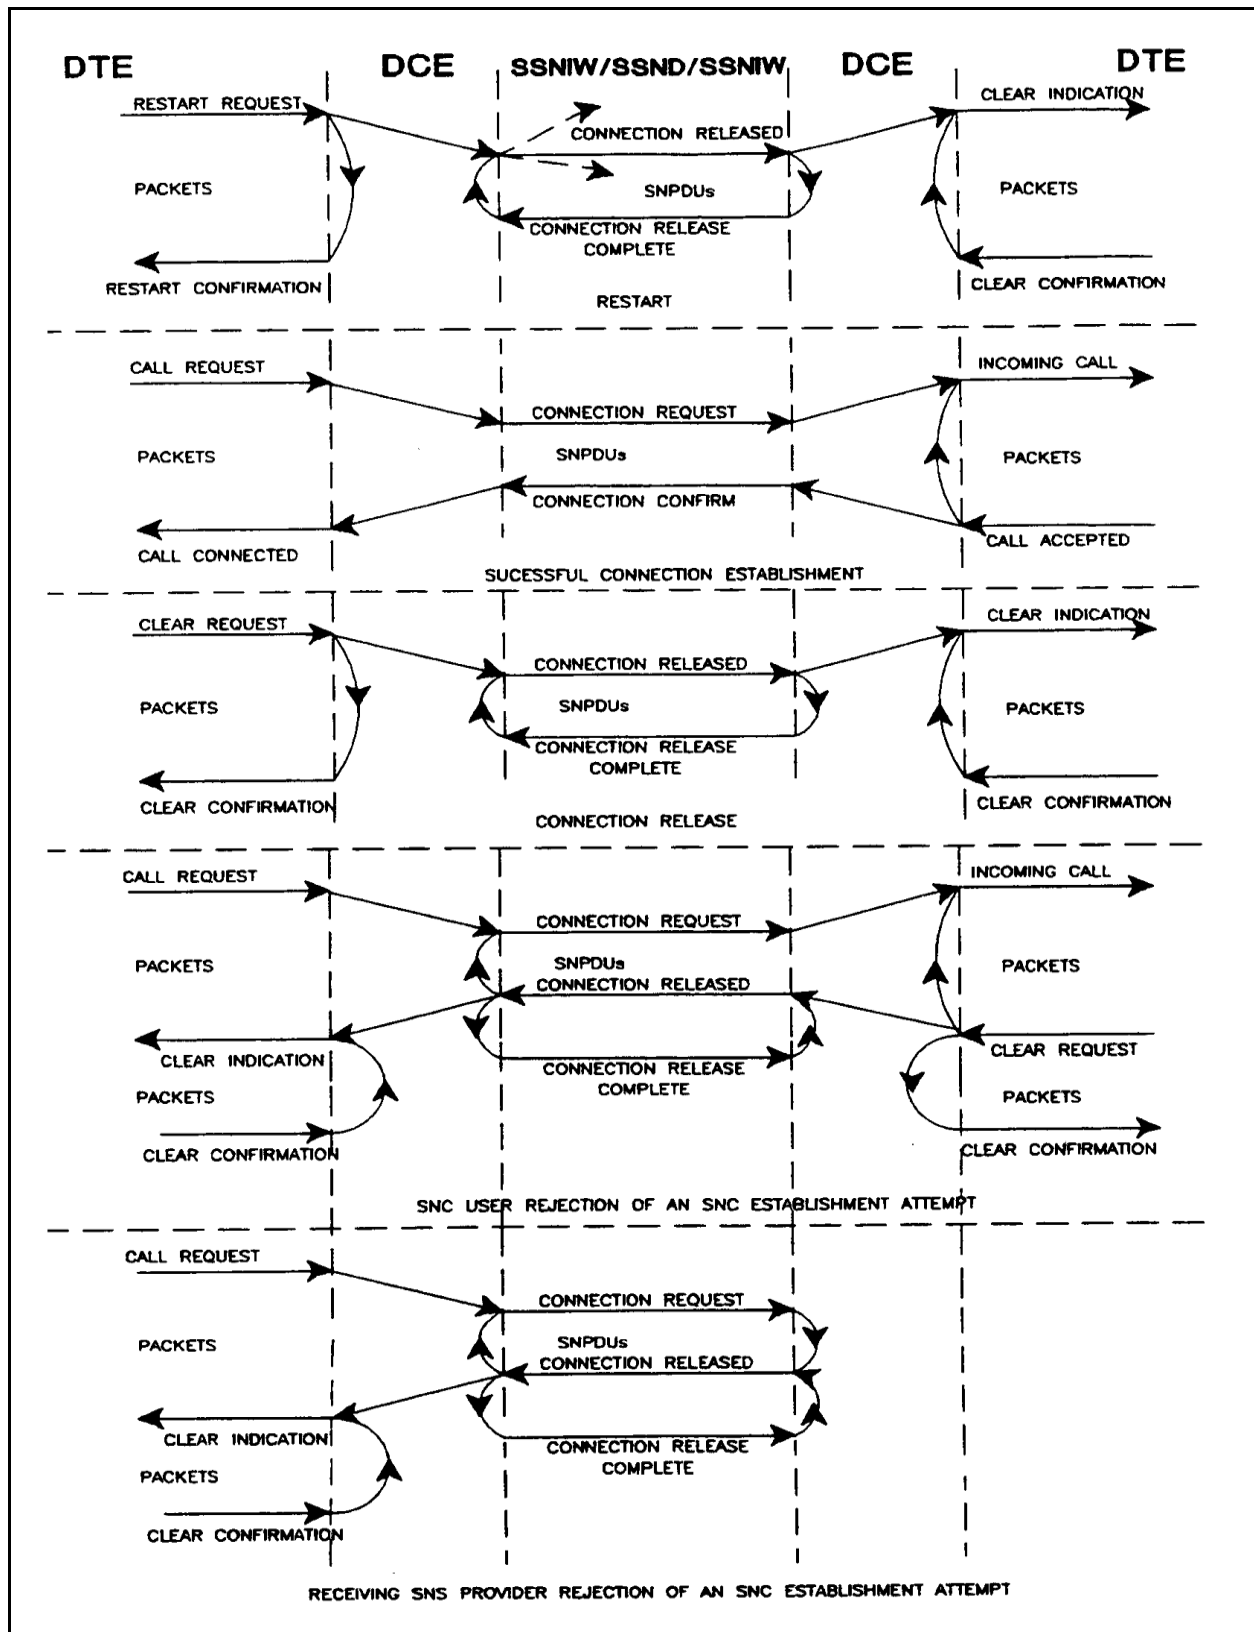 DTE DCE SSNIW/SSND/SSNIW DCE DTE
RESTART REQUEST
CLEAR INDICATION
CONNECTION RELEASED
PACKETS
SNPDUs
PACKETS
CONNECTION RELEASE
COMPLETE
RESTART CONFIRMATION
CLEAR CONFIRMATION
RESTART
CALL REQUEST
INCOMING CALL
CONNECTION REQUEST
PACKETS
SNPDUs
PACKETS
CONNECTION CONFIRM
CALL CONNECTED
CALL ACCEPTED
SUCESSFUL CONNECTION ESTABLISHMENT
CLEAR REQUEST
CLEAR INDICATION
CONNECTION RELEASED
PACKETS
SNPDUs
PACKETS
CONNECTION RELEASE
COMPLETE
CLEAR CONFIRMATION
CLEAR CONFIRMATION
CONNECTION RELEASE
CALL REQUEST
INCOMING CALL
CONNECTION REQUEST
PACKETS
SNPDUs
PACKETS
CONNECTION RELEASED
CLEAR INDICATION
CLEAR REQUEST
CONNECTION RELEASE
COMPLETE
PACKETS
PACKETS
CLEAR CONFIRMATION
CLEAR CONFIRMATION
SNC USER REJECTION OF AN SNC ESTABLISHMENT ATTEMPT
CALL REQUEST
CONNECTION REQUEST
PACKETS
SNPDUs
CONNECTION RELEASED
CLEAR INDICATION
CONNECTION RELEASE
COMPLETE
PACKETS
CLEAR CONFIRMATION
RECEIVING SNS PROVIDER REJECTION OF AN SNC ESTABLISHMENT ATTEMPT